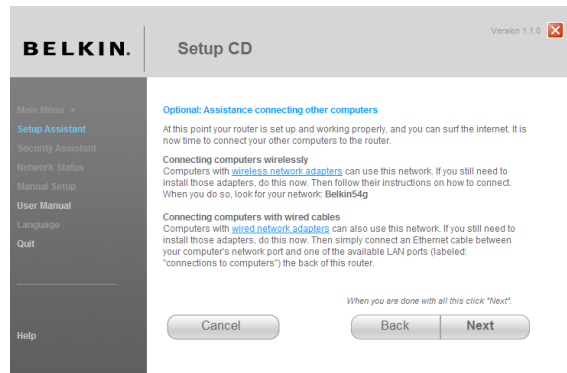 Version 1.1.0
BELKIN.
Setup CD
Main Menu >
Setup Assistant
Security Assistant
Network Status
Manual Setup
User Manual
Language
Quit
Help
Optional: Assistance connecting other computers
At this point your router is set up and working properly, and you can surf the internet. It is
now time to connect your other computers to the router.
Connecting computers wirelessly
Computers with wireless network adapters can use this network. If you still need to
install those adapters, do this now. Then follow their instructions on how to connect.
When you do so, look for your network: Belkin54g
Connecting computers with wired cables
Computers with wired network adapters can also use this network. If you still need to
install those adapters, do this now. Then simply connect an Ethernet cable between
your computer's network port and one of the available LAN ports (labeled:
"connections to computers") the back of this router.
When you are done with all this click "Next".
Cancel
Back
Next